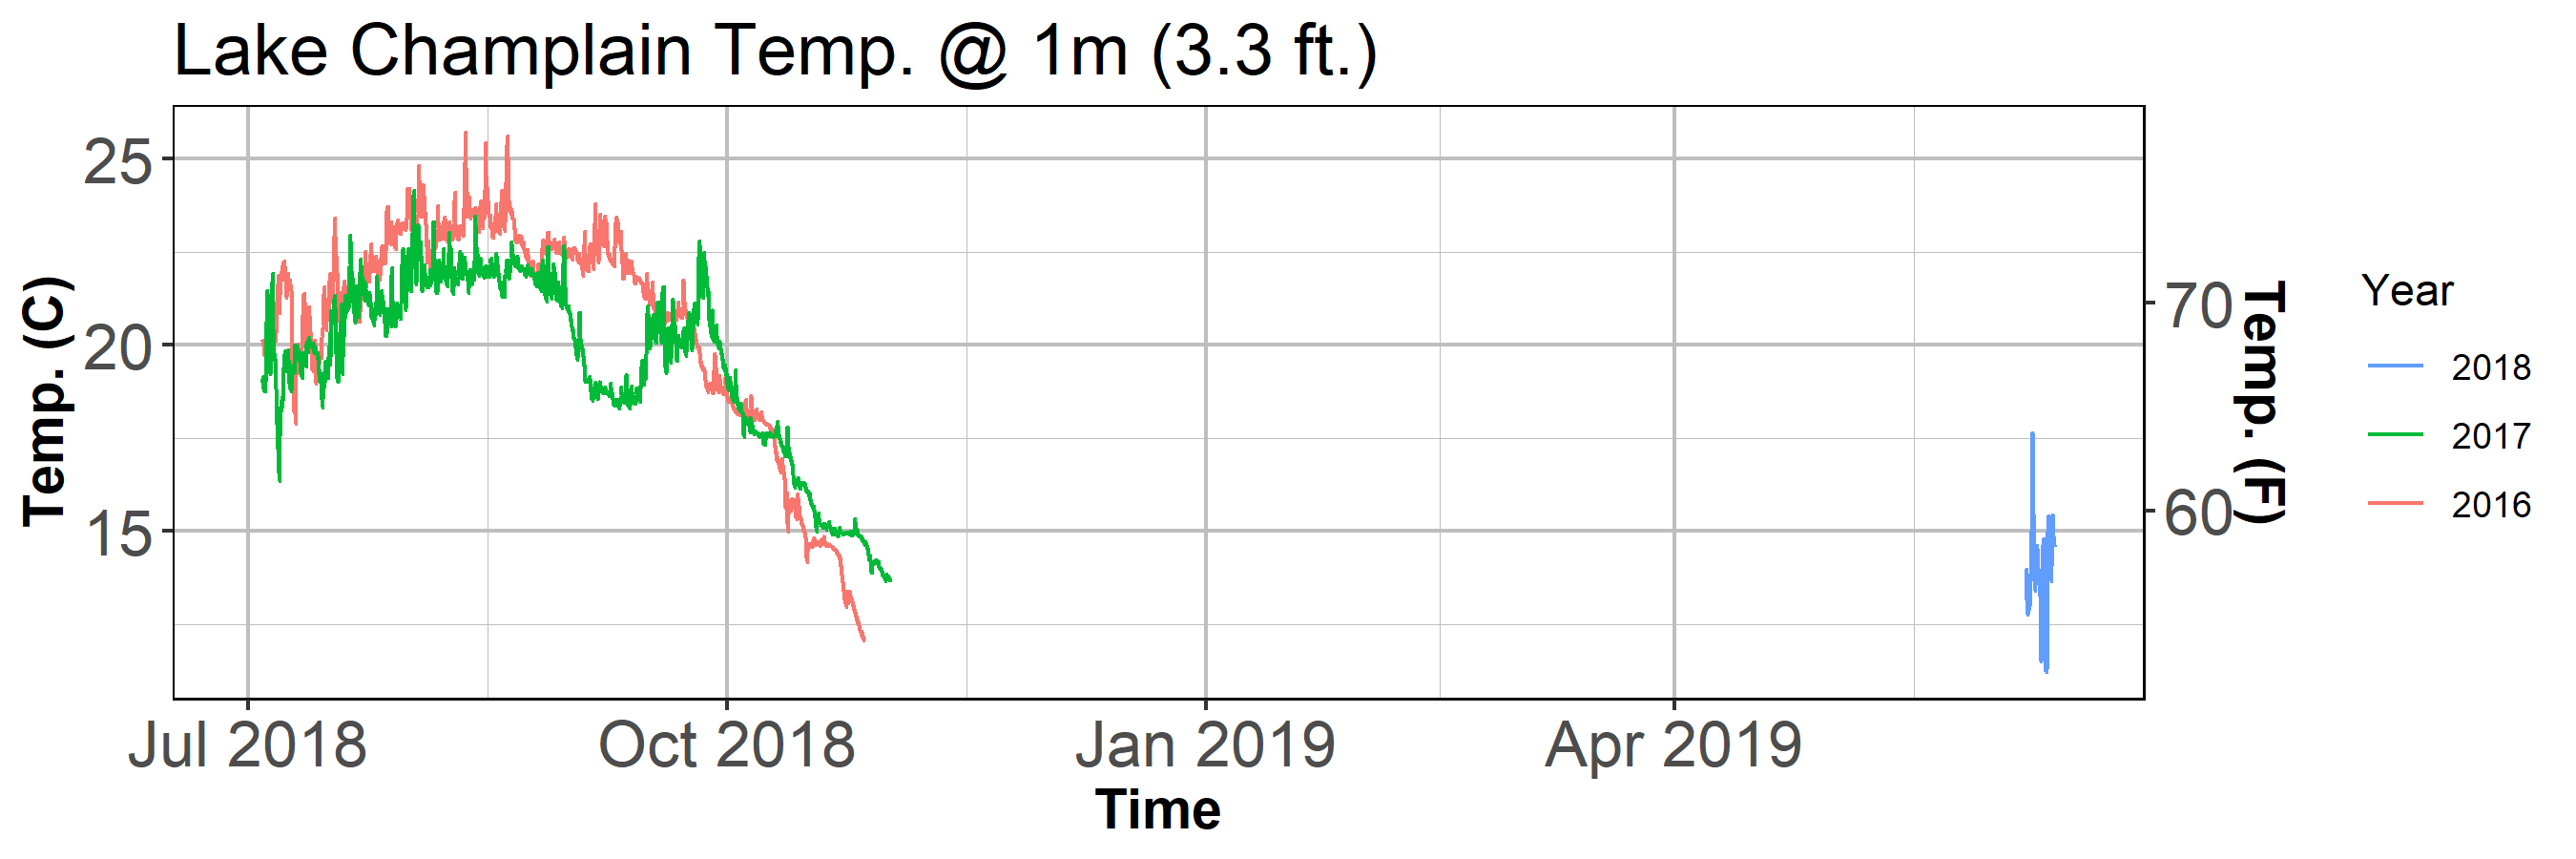 Lake Champlain Temp. @ 1m (3.3 ft.)
Temp. (C)
25
20
15
Jul 2018
Oct 2018
Jan 2019
Apr 2019
Time
70
60
Temp. (F)
Year
2018
2017
2016